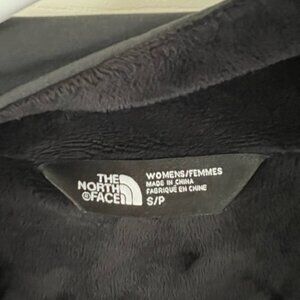 THE
NORTH
FACE
WOMENS/FEMMES
MADE IN CHINA
FABRIQUÉ EN CHINE
S/P